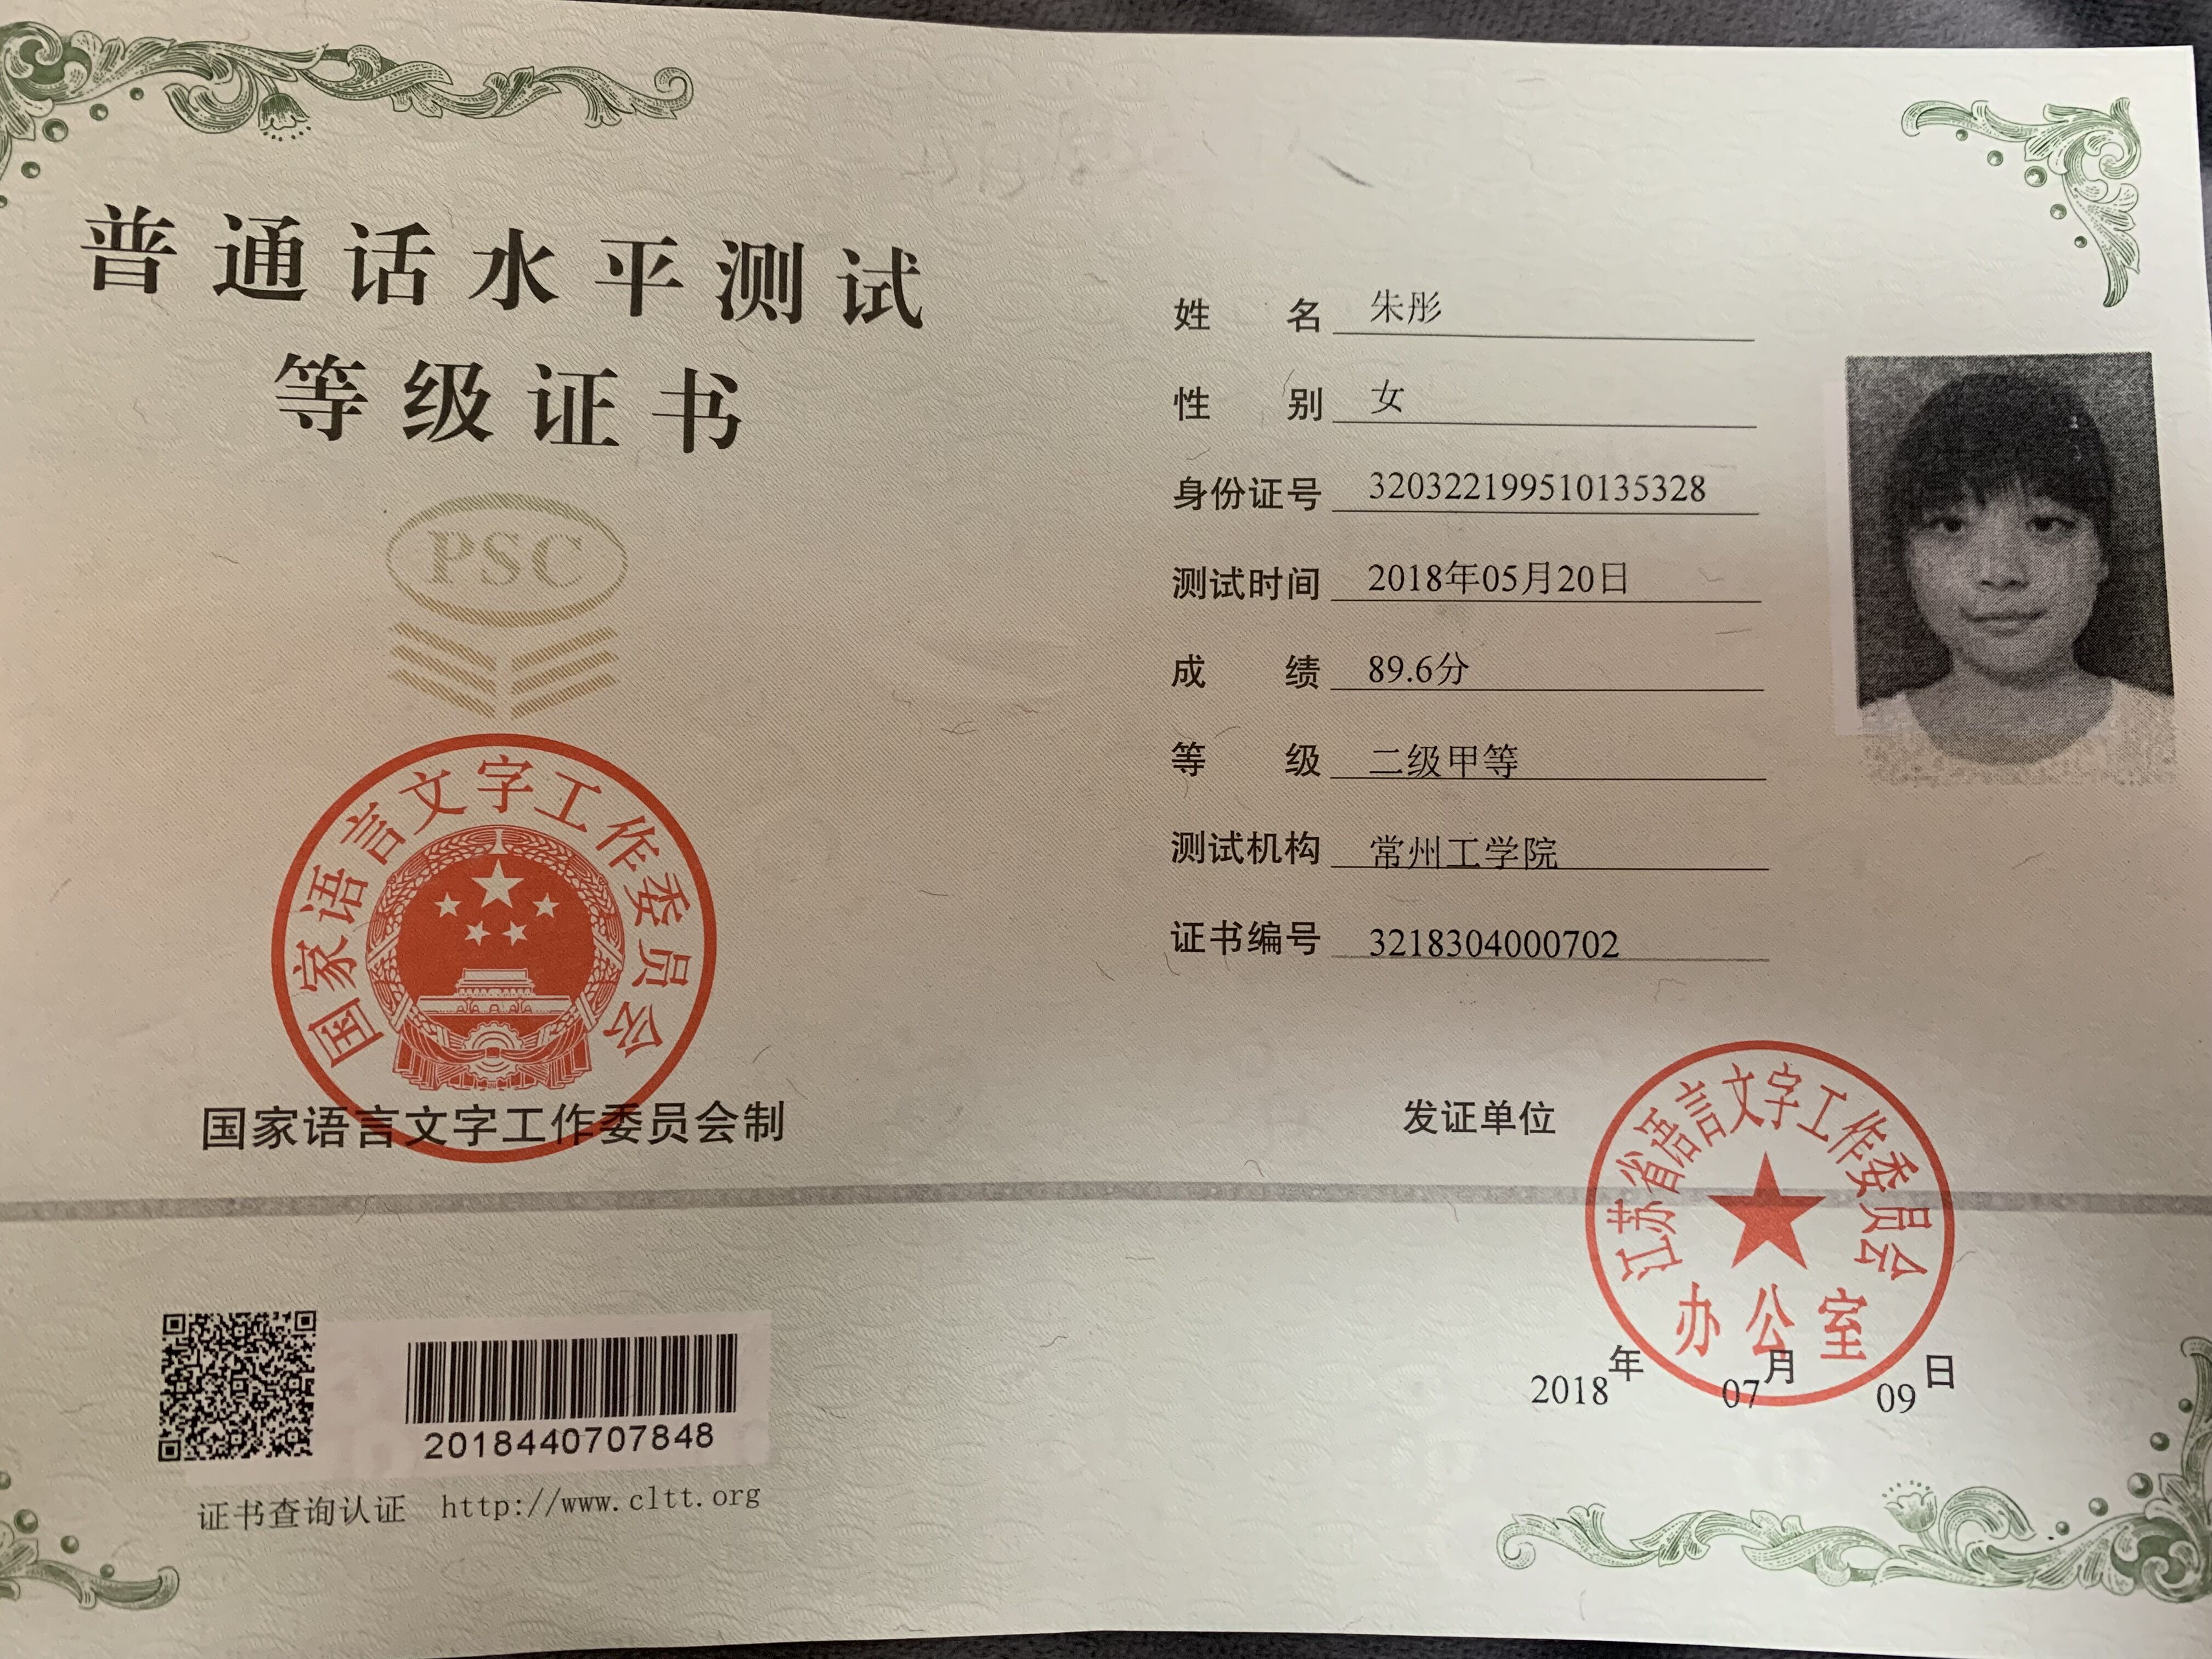 普通话水平测试
等级证书
PSC
国家语言文字工作委员会
国家语言文字工作委员会制
2018440707848
证书查询认证 http://www.cltt.org
姓 名 朱彤
性 别 女
身份证号 320322199510135328
测试时间 2018年05月20日
成 绩 89.6分
等 级 二级甲等
测试机构 常州工学院
证书编号 3218304000702
发证单位
江苏省语言文字工作委员会
办公室
2018年07月09日